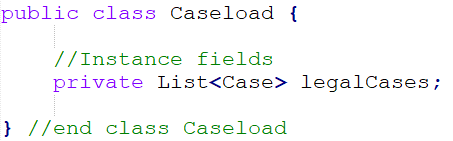 public class Caseload {
//Instance fields
private List<Case> legalCases;
} //end class Caseload